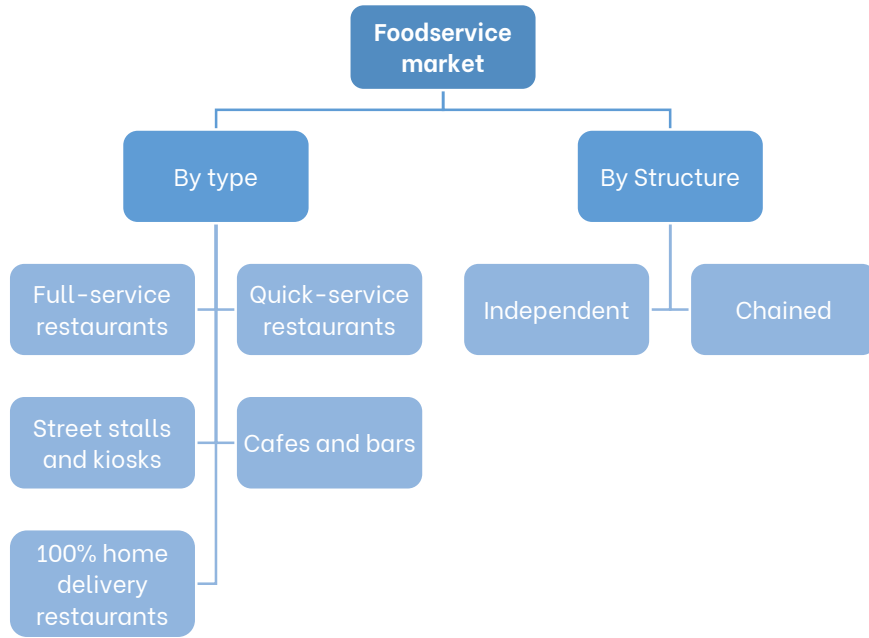 Foodservice
market
By type
By Structure
Full-service
restaurants
Quick-service
restaurants
Independent
Chained
Street stalls
and kiosks
Cafes and bars
100% home
delivery
restaurants